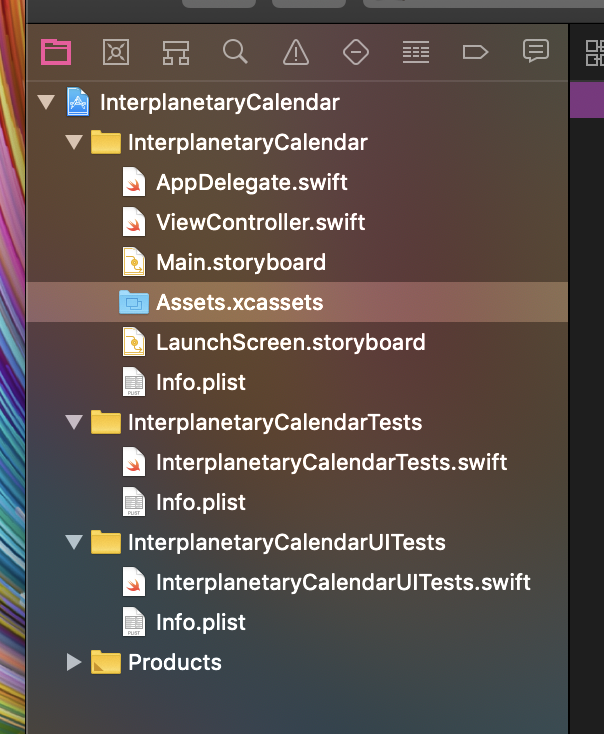 InterplanetaryCalendar
InterplanetaryCalendar
AppDelegate.swift
ViewController.swift
Main.storyboard
Assets.xcassets
LaunchScreen.storyboard
Info.plist
InterplanetaryCalendarTests
InterplanetaryCalendarTests.swift
Info.plist
InterplanetaryCalendarUITests
InterplanetaryCalendarUITests.swift
Info.plist
Products